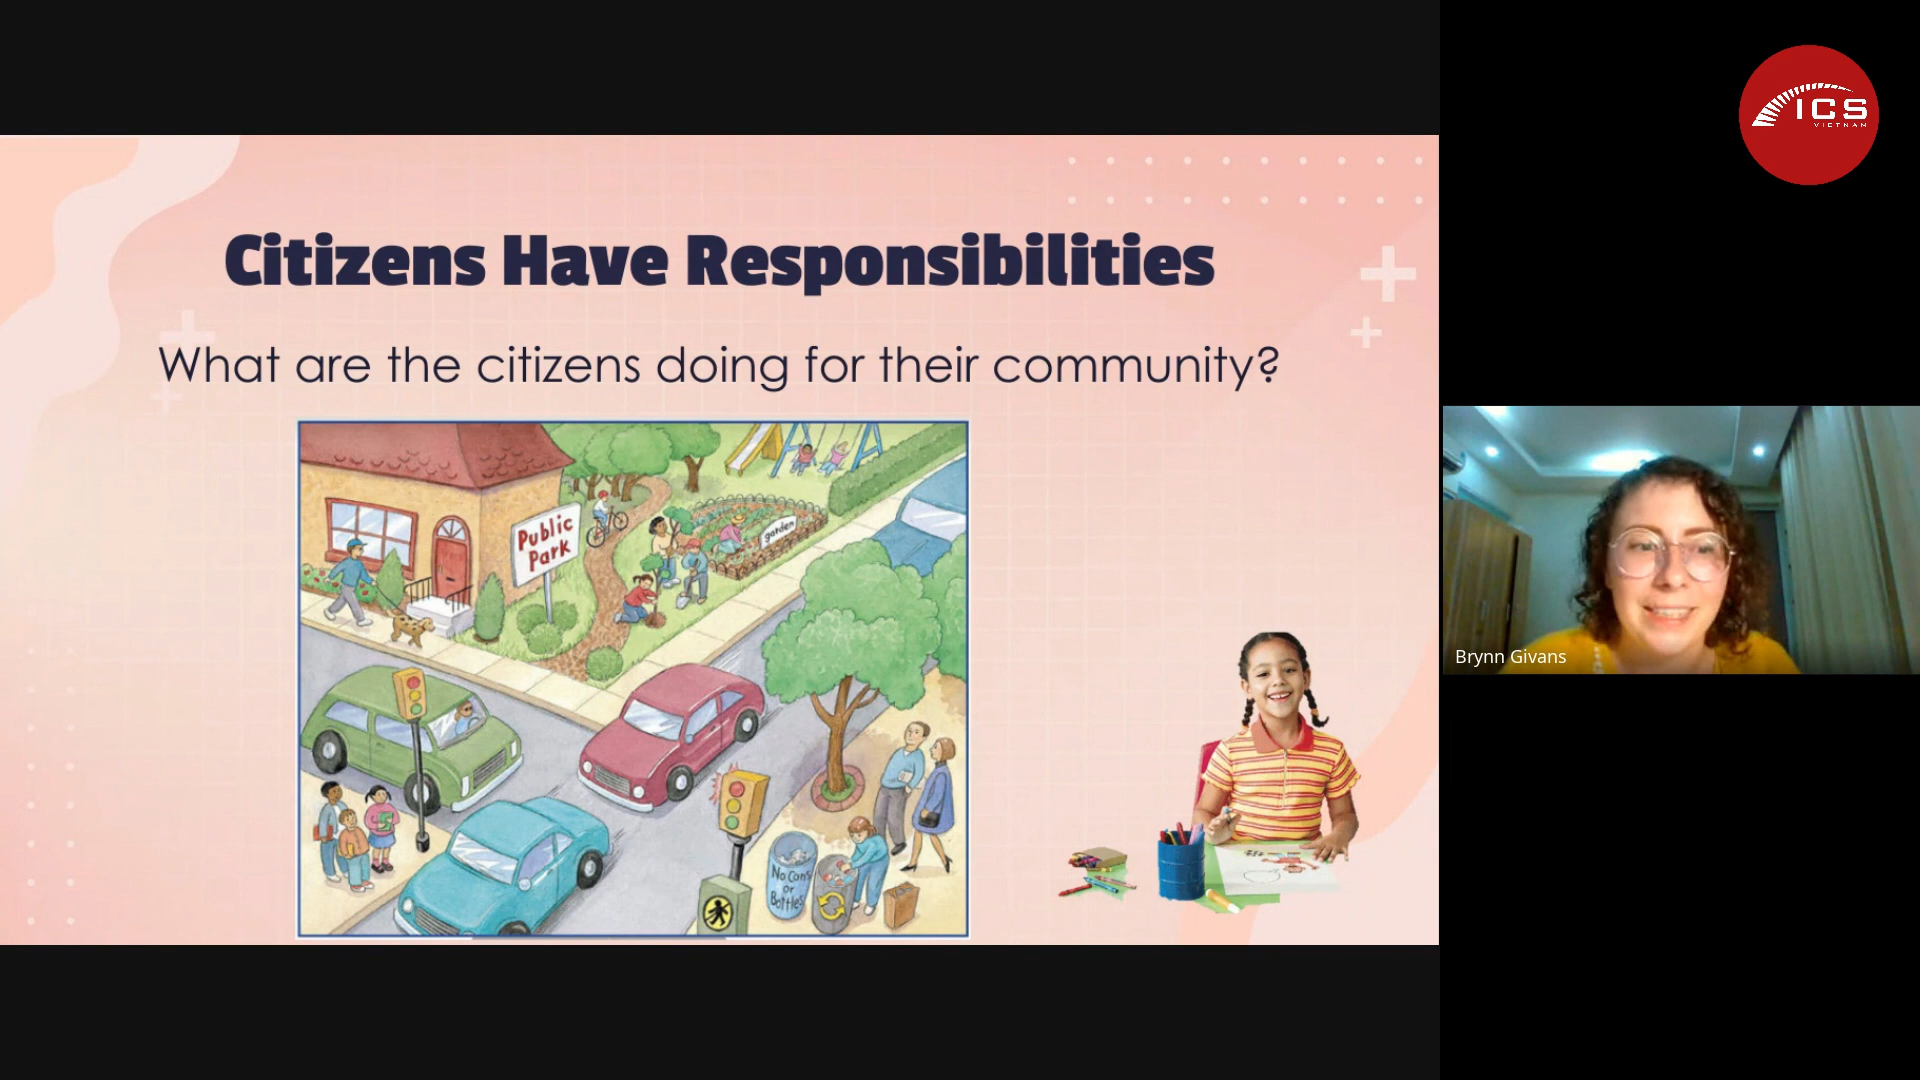 Citizens Have Responsibilities
What are the citizens doing for their community?
Public
Park
garden
No Cans
or
Bottles
ICS
VIETNAM
Brynn Givans